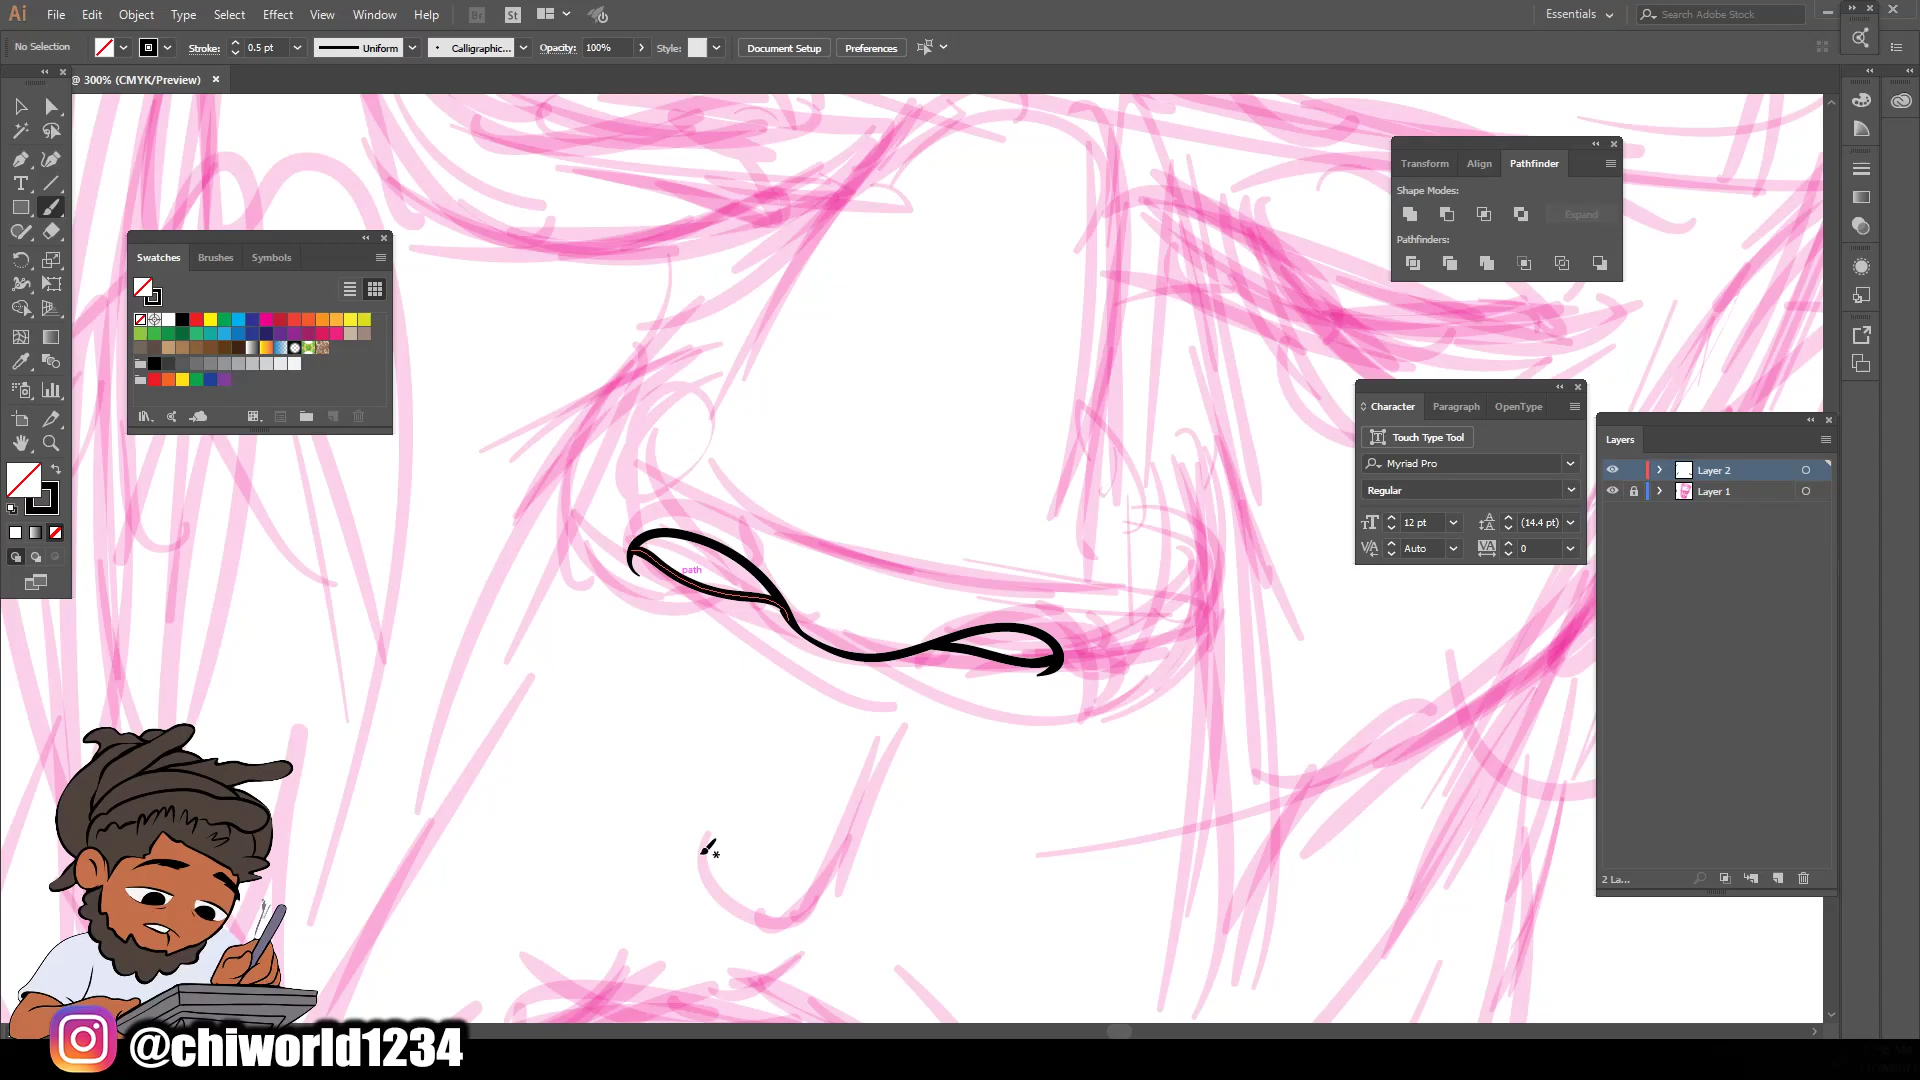 Ai File Edit Object Type Select Effect View Window Help Br St Essentials Search Adobe Stock
No Selection Stroke: 0.5 pt Uniform Calligraphic... Opacity: 100% Style: Document Setup Preferences
@ 300% (CMYK/Preview)
Transform Align Pathfinder
Shape Modes:
Expand
Pathfinders:
Swatches Brushes Symbols
Character Paragraph OpenType
Touch Type Tool
Myriad Pro
Regular
12 pt (14.4 pt)
Auto 0
Layers
Layer 2
Layer 1
2 La...
path
@chiworld1234